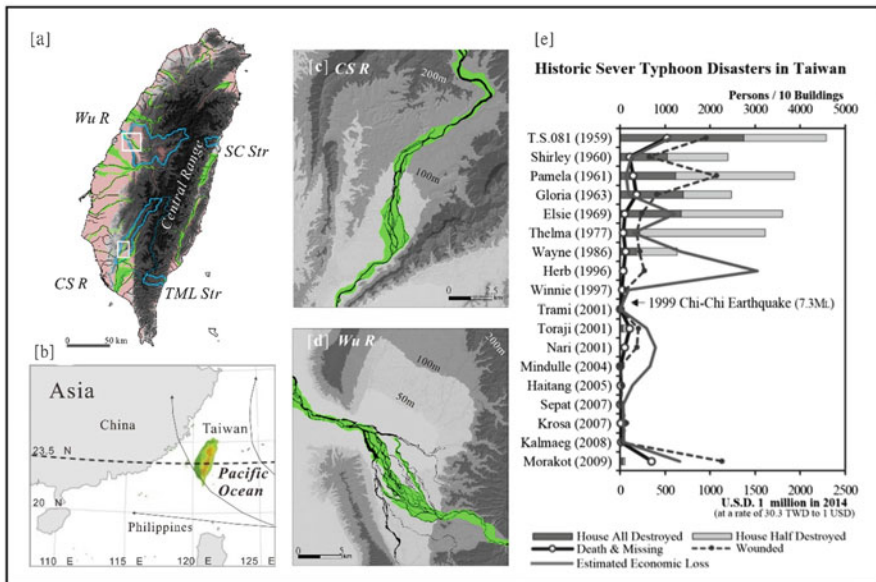 [a]
Wu R
SC Str
Central Range
CS R
TML Str
0 50 km
[b]
Asia
China
Taiwan
23.5 N
Pacific
Ocean
20 N
Philippines
110 E 115 E 120 E 125 E
[c] CS R
200m
100m
0 5 km
[d] Wu R
100m
200m
50m
0 5km
[e]
Historic Sever Typhoon Disasters in Taiwan
Persons / 10 Buildings
0 1000 2000 3000 4000 5000
T.S.081 (1959)
Shirley (1960)
Pamela (1961)
Gloria (1963)
Elsie (1969)
Thelma (1977)
Wayne (1986)
Herb (1996)
Winnie (1997)
1999 Chi-Chi Earthquake (7.3ML)
Trami (2001)
Toraji (2001)
Nari (2001)
Mindulle (2004)
Haitang (2005)
Sepat (2007)
Krosa (2007)
Kalmaeg (2008)
Morakot (2009)
0 500 1000 1500 2000 2500
U.S.D. 1 million in 2014
(at a rate of 30.3 TWD to 1 USD)
House All Destroyed House Half Destroyed
Death & Missing Wounded
Estimated Economic Loss